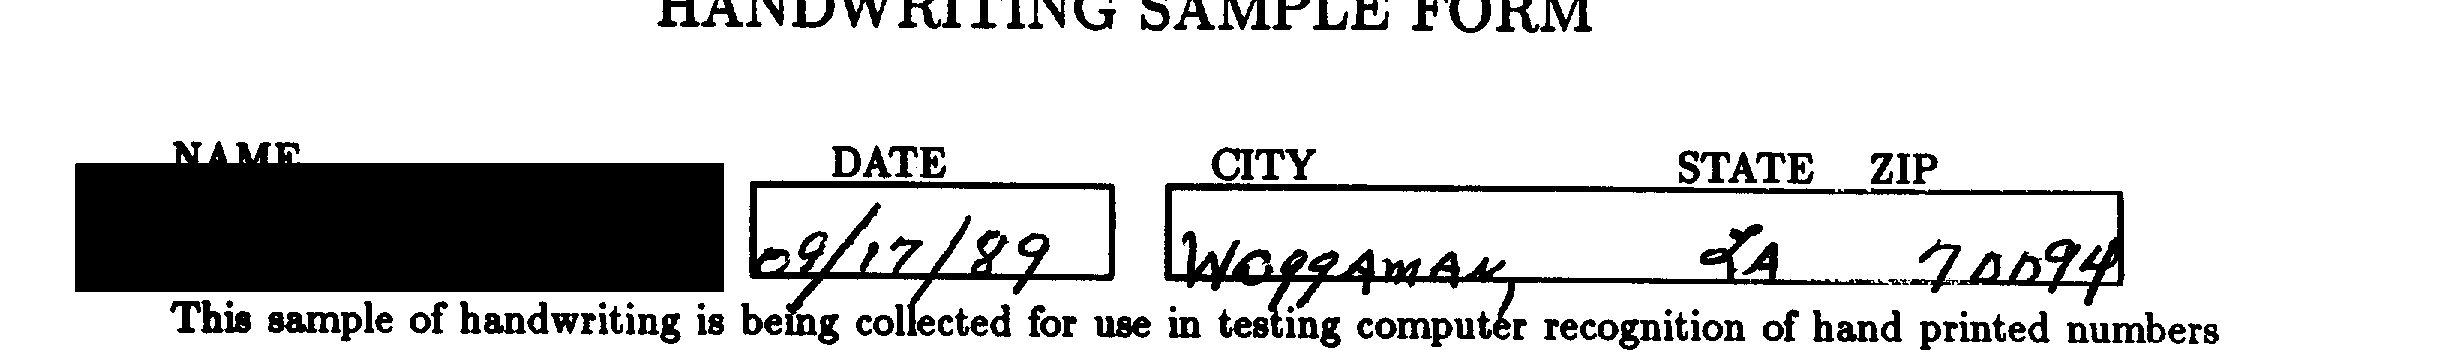 HANDWRITING SAMPLE FORM
NAME DATE CITY STATE ZIP
09/17/89 WAggAmAN, LA 70094
This sample of handwriting is being collected for use in testing computer recognition of hand printed numbers